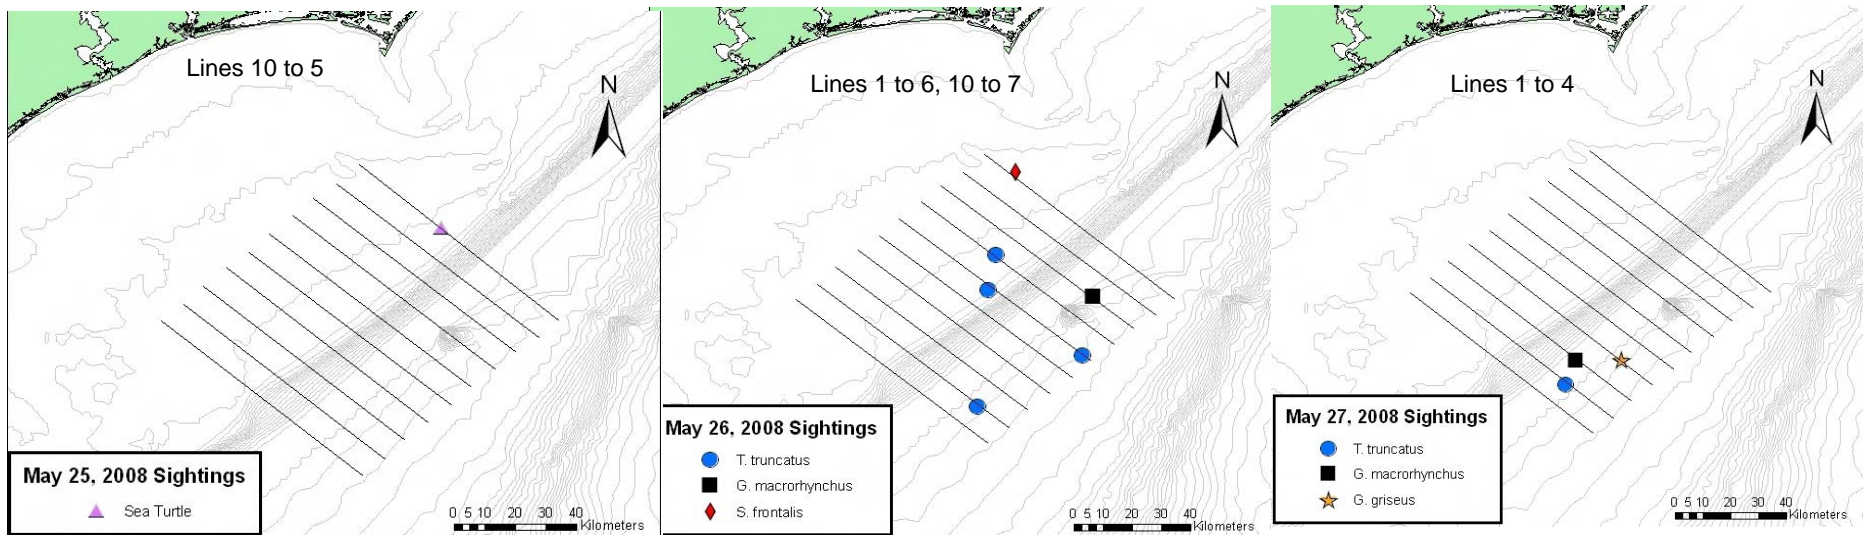 Lines 10 to 5
N
May 25, 2008 Sightings
Sea Turtle
0 5 10 20 30 40
Kilometers
Lines 1 to 6, 10 to 7
N
May 26, 2008 Sightings
T. truncatus
G. macrorhynchus
S. frontalis
0 5 10 20 30 40
Kilometers
Lines 1 to 4
N
May 27, 2008 Sightings
T. truncatus
G. macrorhynchus
G. griseus
0 5 10 20 30 40
Kilometers